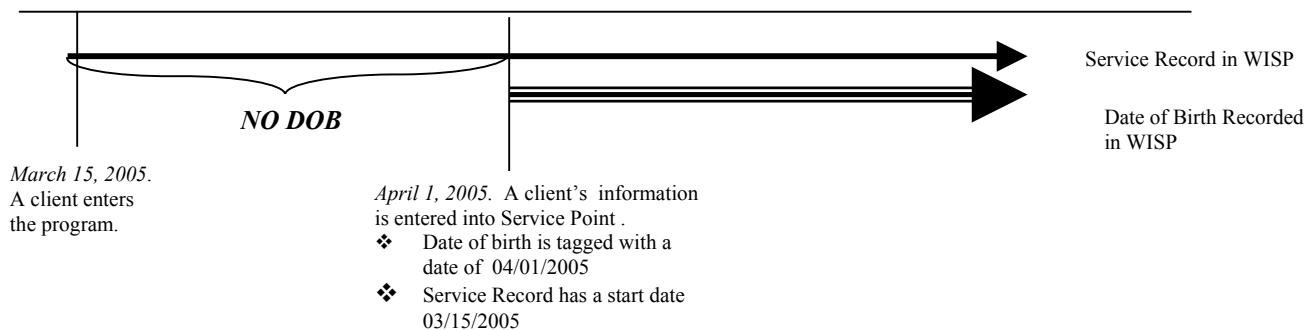 Service Record in WISP
NO DOB
Date of Birth Recorded
in WISP
March 15, 2005.
A client enters
the program.
April 1, 2005.  A client's  information
is entered into Service Point .
❖ Date of birth is tagged with a
date of  04/01/2005
❖ Service Record has a start date
03/15/2005